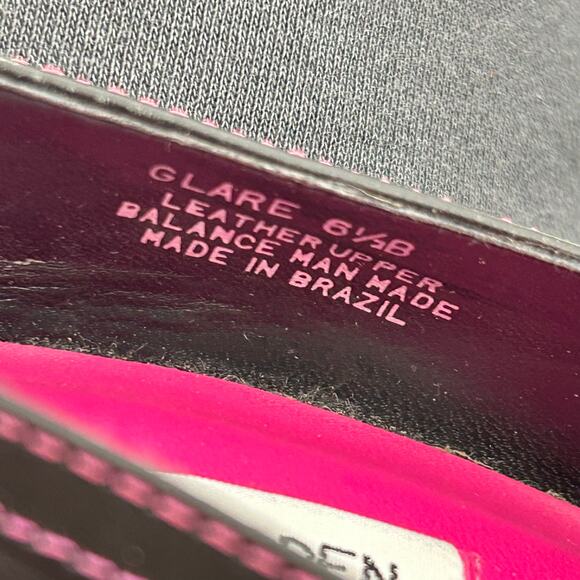 GLARE 6½B
LEATHER UPPER
BALANCE MAN MADE
MADE IN BRAZIL